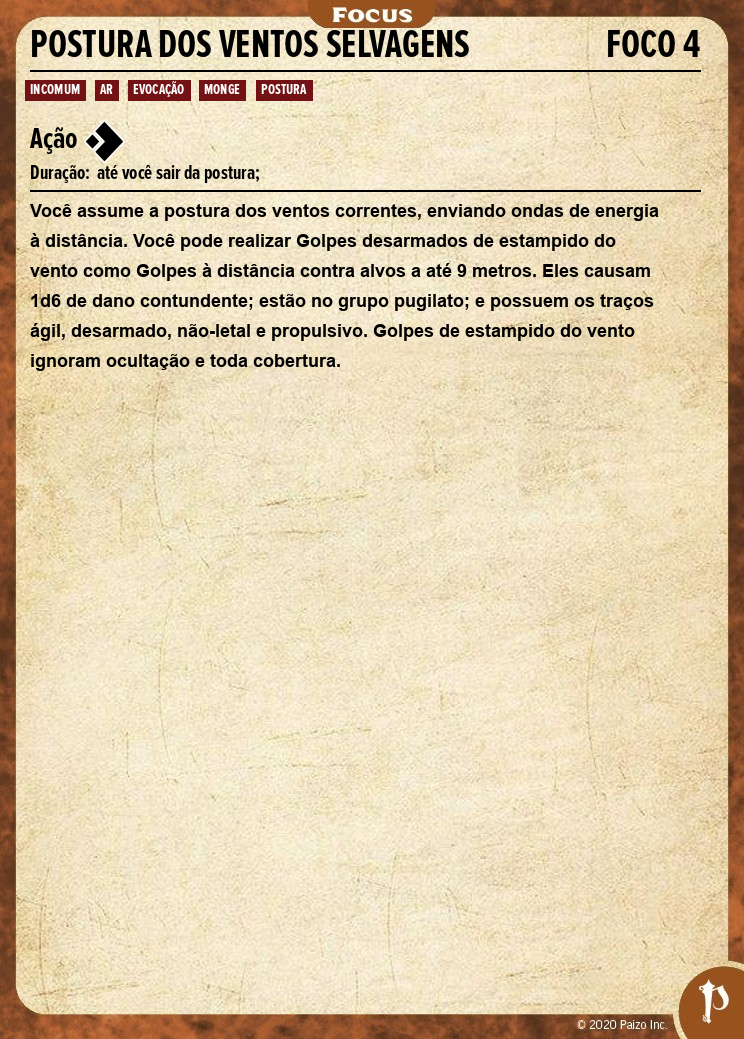 Focus
POSTURA DOS VENTOS SELVAGENS FOCO 4
INCOMUM AR EVOCAÇÃO MONGE POSTURA
Ação
Duração: até você sair da postura;
Você assume a postura dos ventos correntes, enviando ondas de energia
à distância. Você pode realizar Golpes desarmados de estampido do
vento como Golpes à distância contra alvos a até 9 metros. Eles causam
1d6 de dano contundente; estão no grupo pugilato; e possuem os traços
ágil, desarmado, não-letal e propulsivo. Golpes de estampido do vento
ignoram ocultação e toda cobertura.
© 2020 Paizo Inc.
P